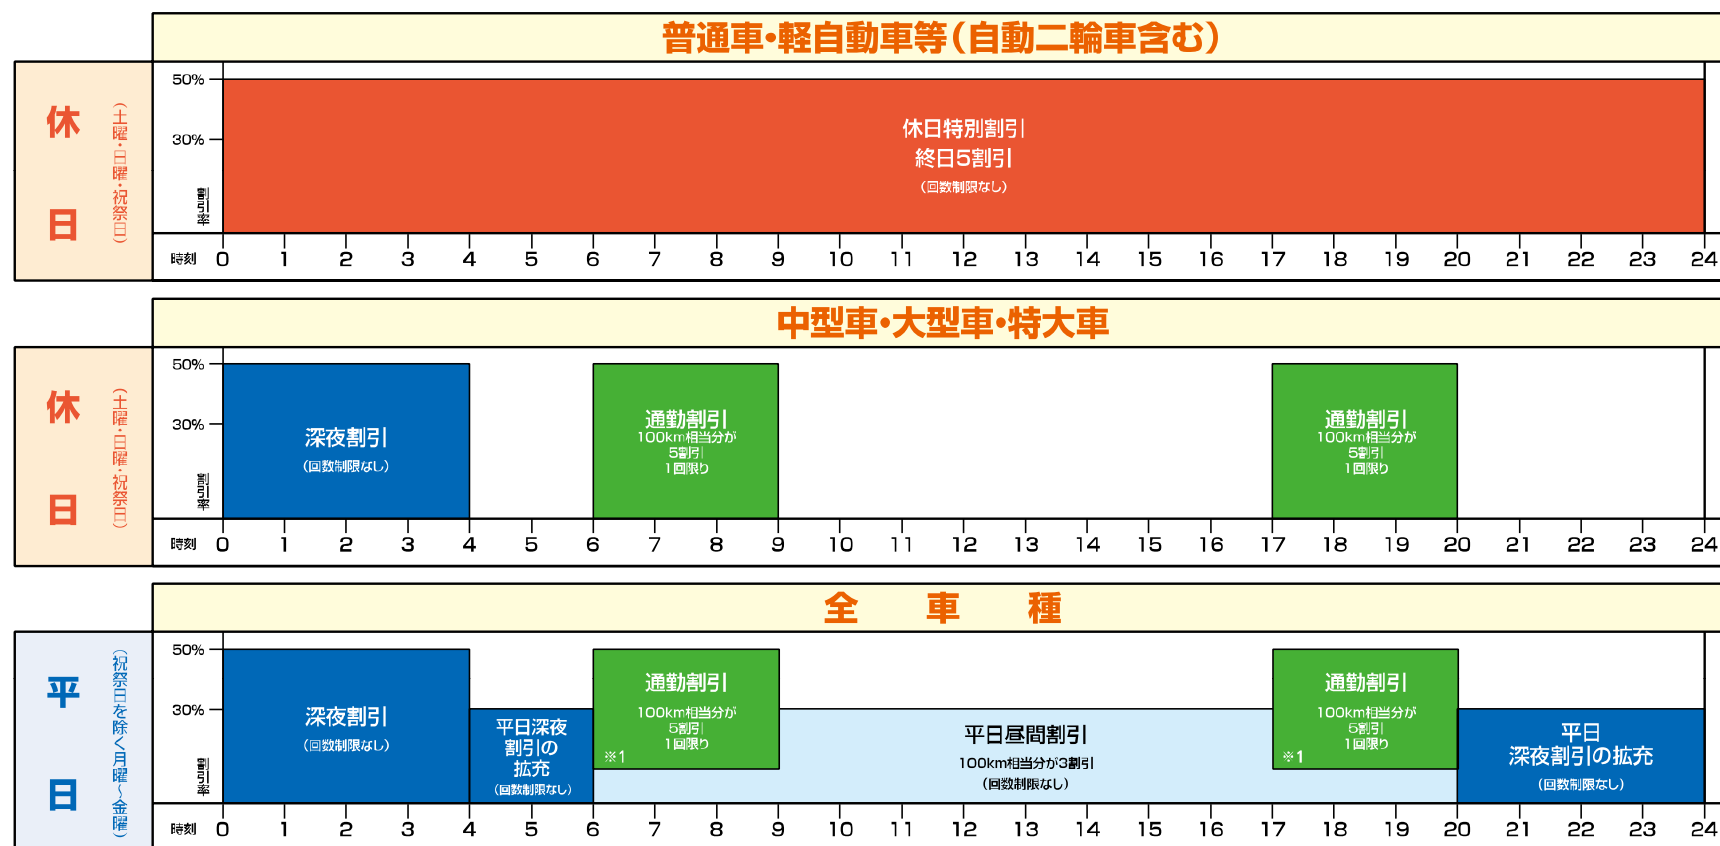 普通車・軽自動車等（自動二輪車含む）
休日
（土曜・日曜・祝祭日）
50%
30%
割引率
休日特別割引
終日5割引
（回数制限なし）
時刻 0 1 2 3 4 5 6 7 8 9 10 11 12 13 14 15 16 17 18 19 20 21 22 23 24
中型車・大型車・特大車
休日
（土曜・日曜・祝祭日）
50%
30%
割引率
深夜割引
（回数制限なし）
通勤割引
100km相当分が
5割引
1回限り
通勤割引
100km相当分が
5割引
1回限り
時刻 0 1 2 3 4 5 6 7 8 9 10 11 12 13 14 15 16 17 18 19 20 21 22 23 24
全車種
平日
（祝祭日を除く月曜～金曜）
50%
30%
割引率
深夜割引
（回数制限なし）
平日深夜
割引の
拡充
（回数制限なし）
通勤割引
100km相当分が
5割引
1回限り
※1
平日昼間割引
100km相当分が3割引
（回数制限なし）
通勤割引
100km相当分が
5割引
1回限り
※1
平日
深夜割引の拡充
（回数制限なし）
時刻 0 1 2 3 4 5 6 7 8 9 10 11 12 13 14 15 16 17 18 19 20 21 22 23 24